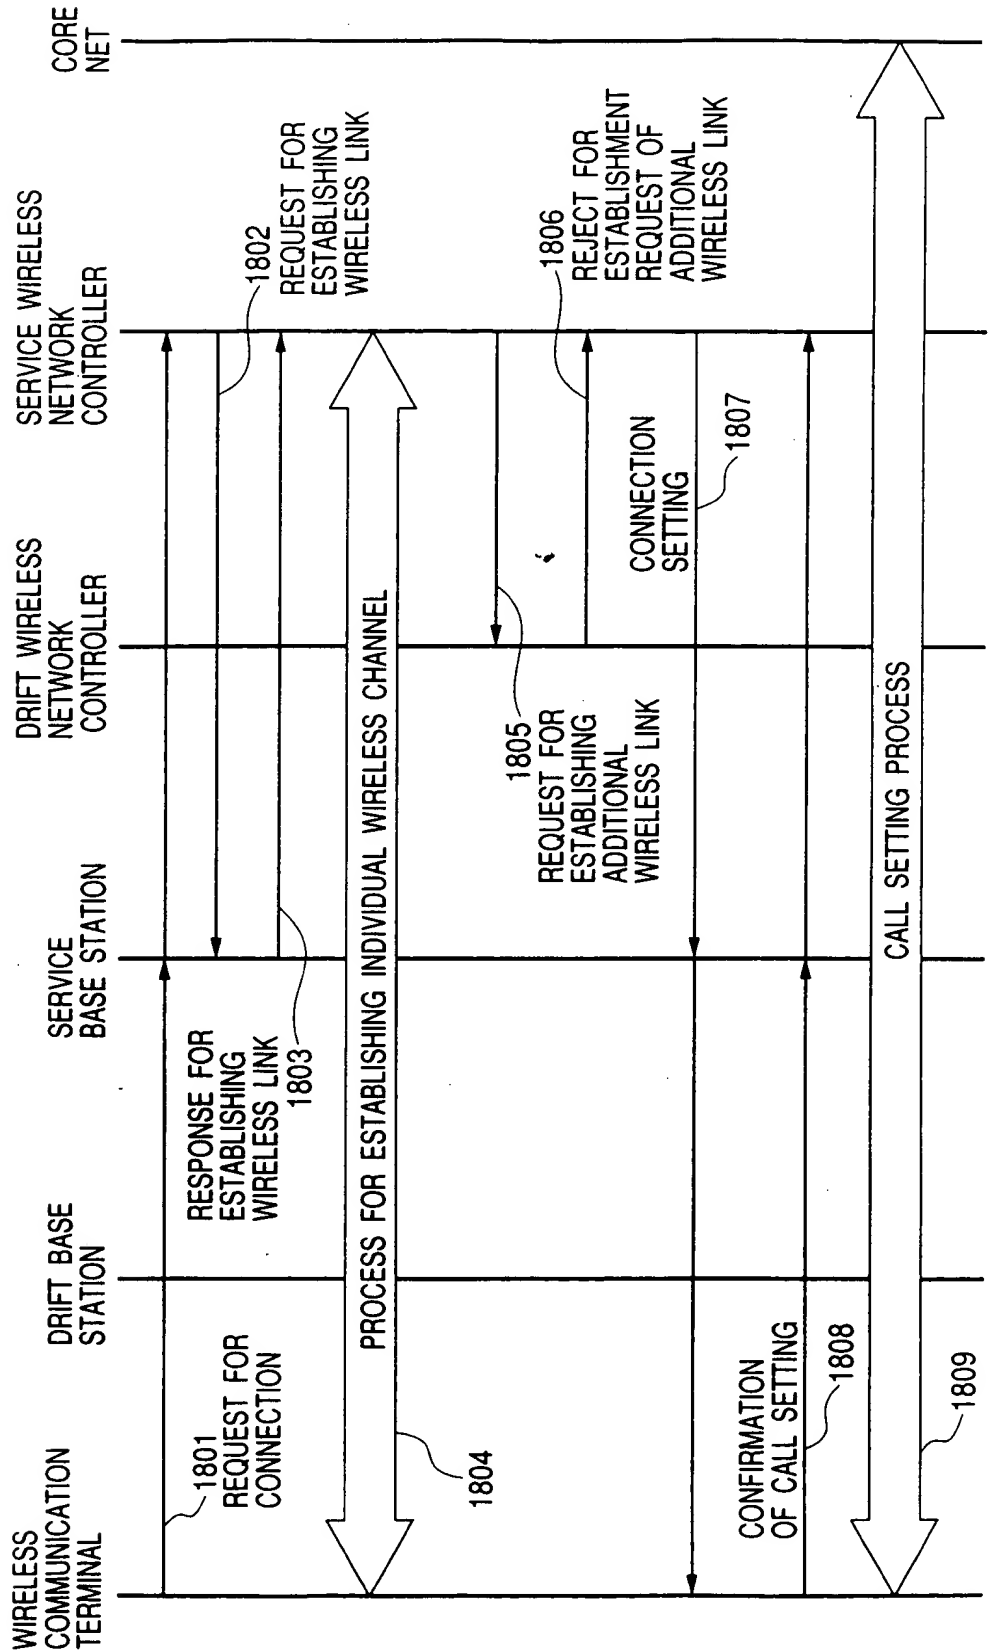 WIRELESS
COMMUNICATION
TERMINAL
DRIFT BASE
STATION
SERVICE
BASE STATION
DRIFT WIRELESS
NETWORK
CONTROLLER
SERVICE WIRELESS
NETWORK
CONTROLLER
CORE
NET
1801
REQUEST FOR
CONNECTION
1802
REQUEST FOR
ESTABLISHING
WIRELESS LINK
RESPONSE FOR
ESTABLISHING
WIRELESS LINK
1803
PROCESS FOR ESTABLISHING INDIVIDUAL WIRELESS CHANNEL
1804
1805
REQUEST FOR
ESTABLISHING
ADDITIONAL
WIRELESS LINK
1806
REJECT FOR
ESTABLISHMENT
REQUEST OF
ADDITIONAL
WIRELESS LINK
CONNECTION
SETTING
1807
CONFIRMATION
OF CALL SETTING
1808
CALL SETTING PROCESS
1809